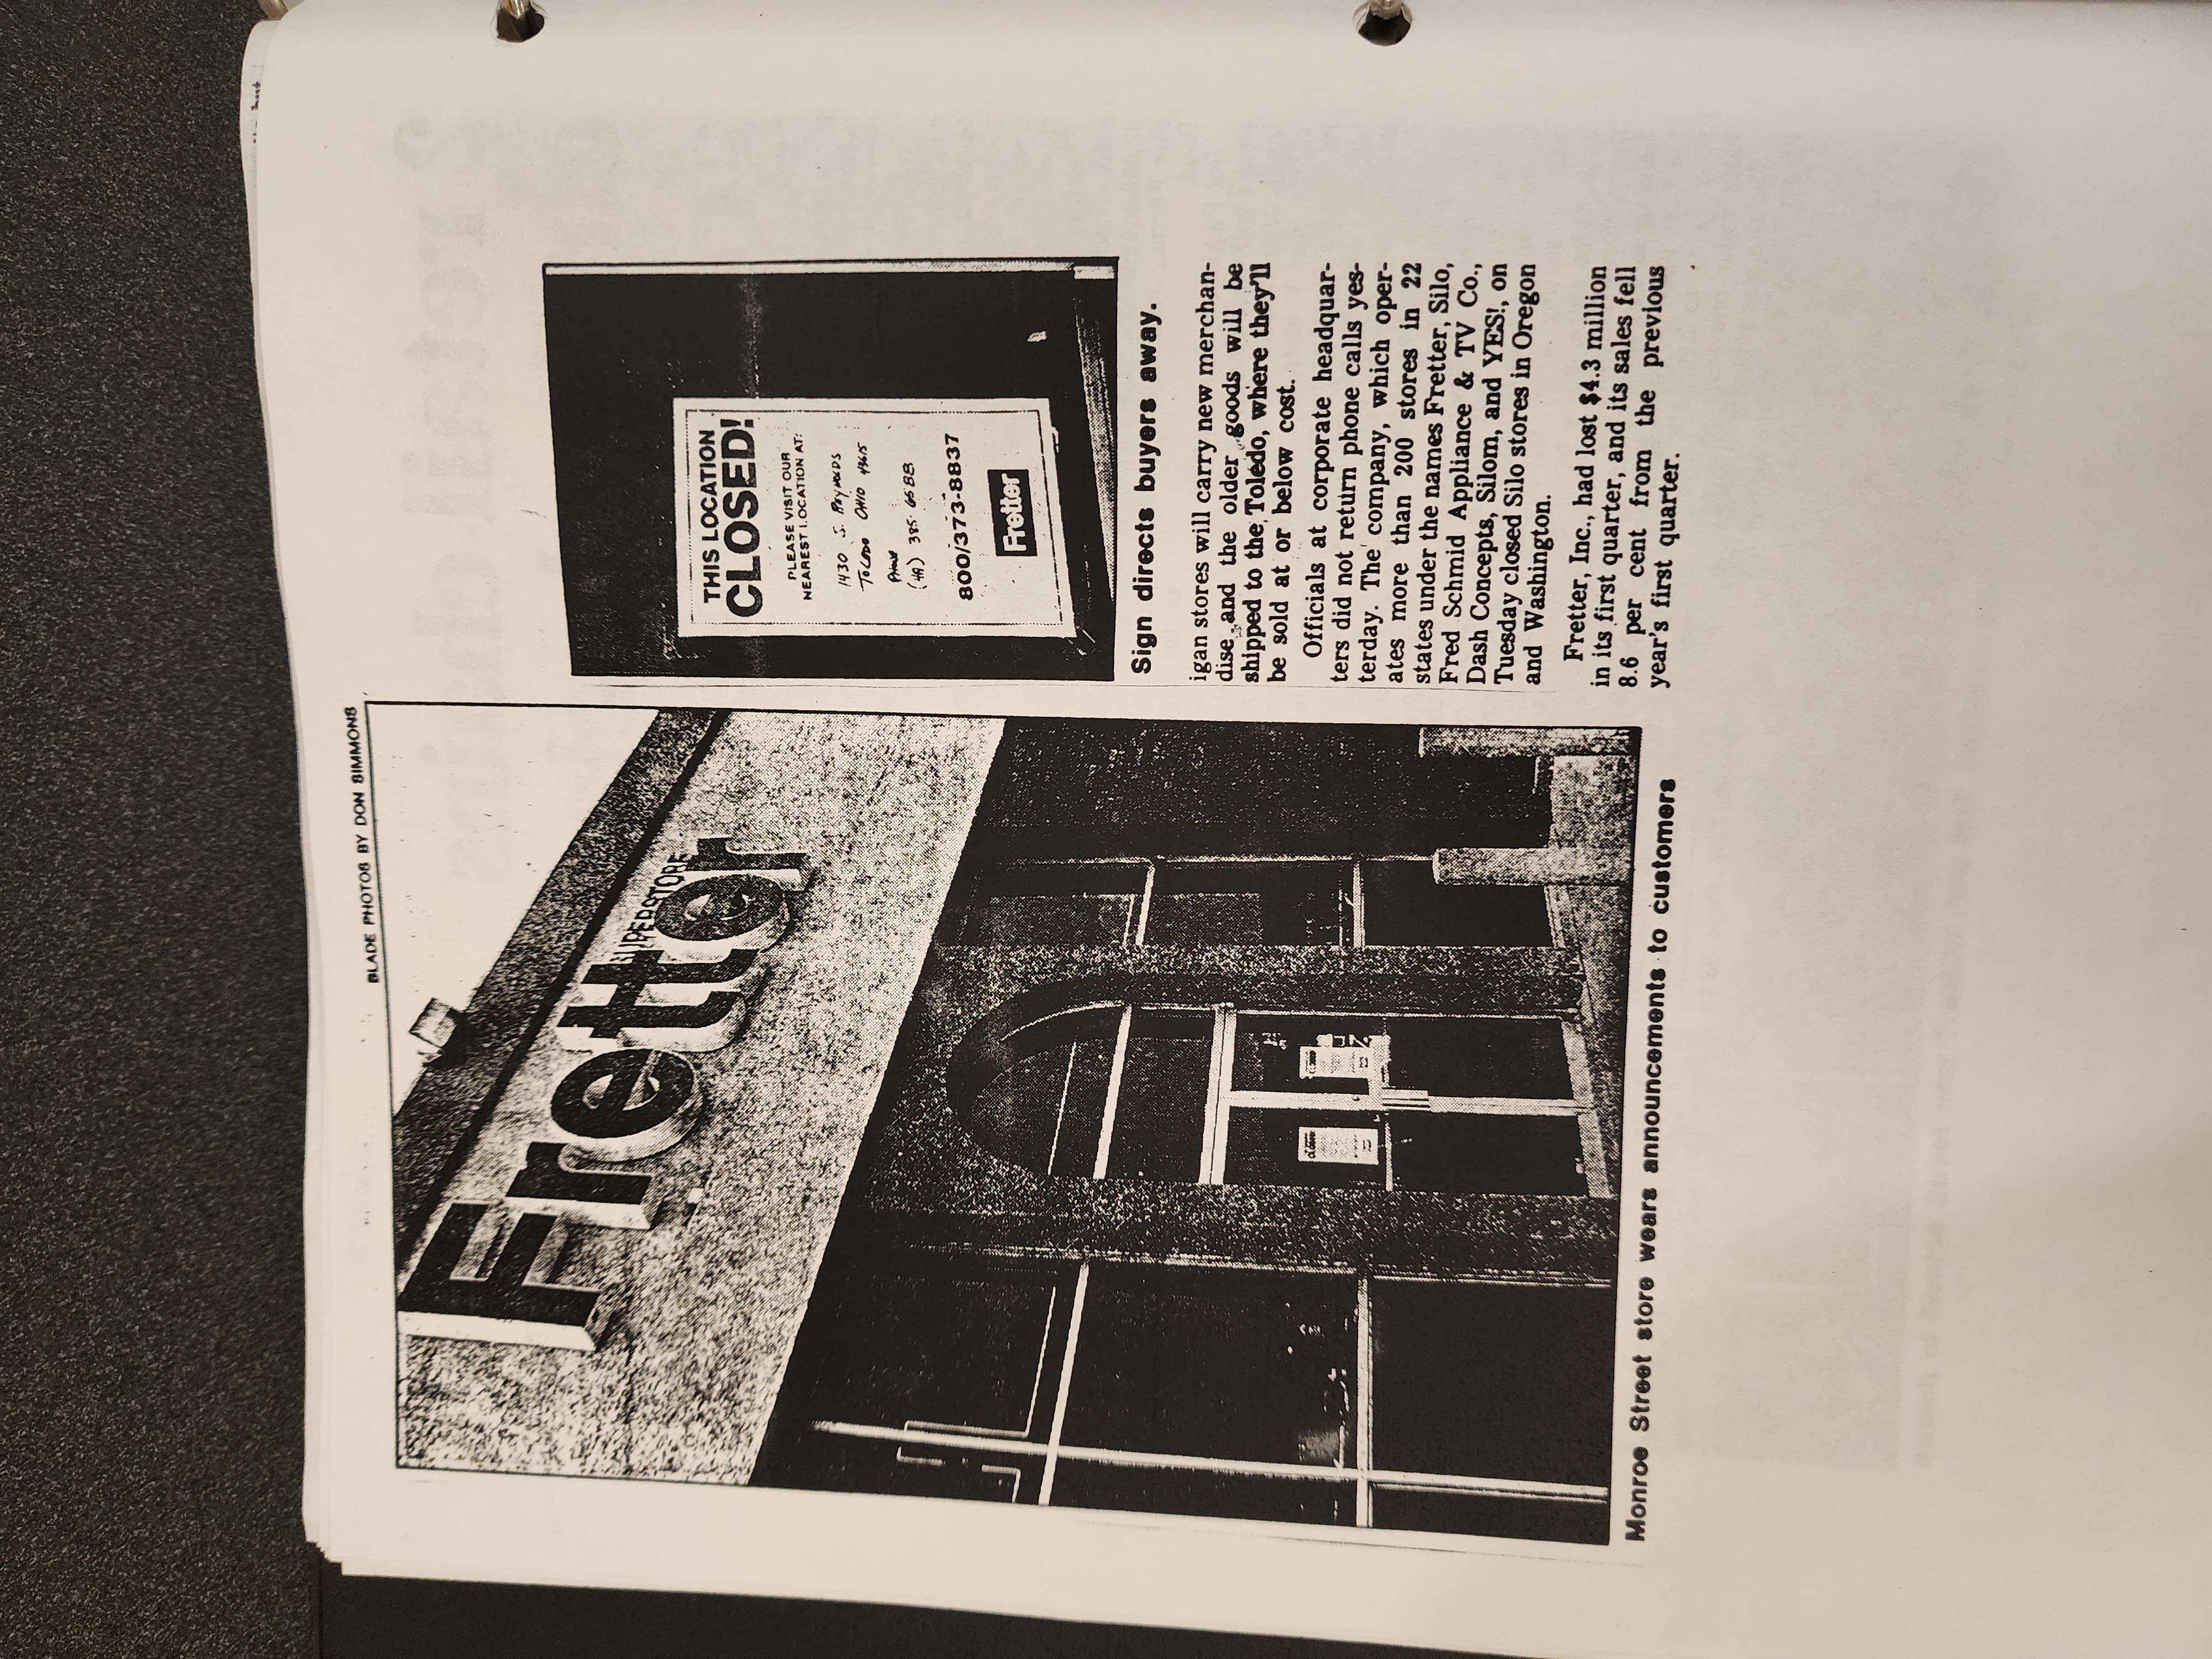 BLADE PHOTOS BY DON SIMMONS
Fretter
SUPERSTORE
Monroe Street store wears announcements to customers
THIS LOCATION
CLOSED!
PLEASE VISIT OUR
NEAREST LOCATION AT:
1430 S. Reynolds
Toledo Ohio 43615
Phone
(419) 385-6688
800/373-8837
Fretter
Sign directs buyers away.
igan stores will carry new merchan-
dise and the older goods will be
shipped to the Toledo, where they'll
be sold at or below cost.
Officials at corporate headquar-
ters did not return phone calls yes-
terday. The company, which oper-
ates more than 200 stores in 22
states under the names Fretter, Silo,
Fred Schmid Appliance & TV Co.,
Dash Concepts, Silom, and YES!, on
Tuesday closed Silo stores in Oregon
and Washington.
Fretter, Inc., had lost $4.3 million
in its first quarter, and its sales fell
8.6 per cent from the previous
year's first quarter.